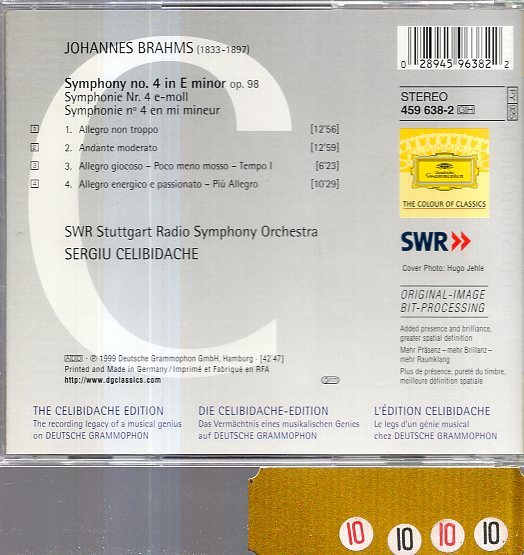 JOHANNES BRAHMS (1833-1897)
Symphony no. 4 in E minor op. 98
Symphonie Nr. 4 e-moll
Symphonie n° 4 en mi mineur
1 1. Allegro non troppo [12'56]
2 2. Andante moderato [12'59]
3 3. Allegro giocoso – Poco meno mosso – Tempo I [6'23]
4 4. Allegro energico e passionato – Più Allegro [10'29]
SWR Stuttgart Radio Symphony Orchestra
SERGIU CELIBIDACHE
ADD · ℗ 1999 Deutsche Grammophon GmbH, Hamburg · [42'47]
Printed and Made in Germany / Imprimé et Fabriqué en RFA
http://www.dgclassics.com
0 28945 96382 2
STEREO
459 638-2 GH
Deutsche
Grammophon
THE COLOUR OF CLASSICS
SWR
Cover Photo: Hugo Jehle
ORIGINAL-IMAGE
BIT-PROCESSING
Added presence and brilliance,
greater spatial definition
Mehr Präsenz – mehr Brillanz –
mehr Raumklang
Plus de présence, pureté du timbre,
meilleure définition spatiale
THE CELIBIDACHE EDITION
The recording legacy of a musical genius
on DEUTSCHE GRAMMOPHON
DIE CELIBIDACHE-EDITION
Das Vermächtnis eines musikalischen Genies
auf DEUTSCHE GRAMMOPHON
L'ÉDITION CELIBIDACHE
Le legs d'un génie musical
chez DEUTSCHE GRAMMOPHON
10 10 10 10